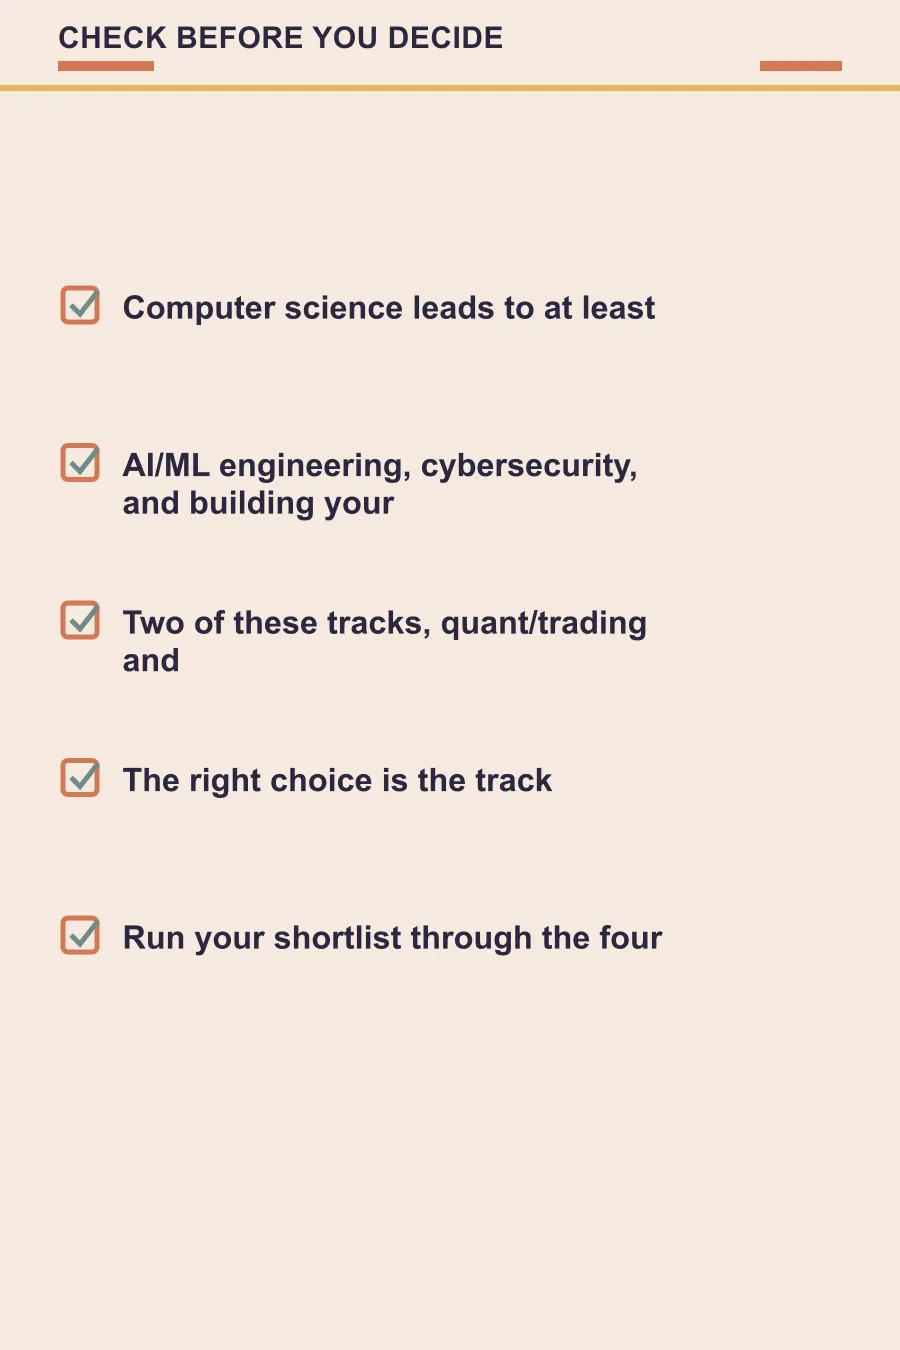 CHECK BEFORE YOU DECIDE
Computer science leads to at least
AI/ML engineering, cybersecurity,
and building your
Two of these tracks, quant/trading
and
The right choice is the track
Run your shortlist through the four